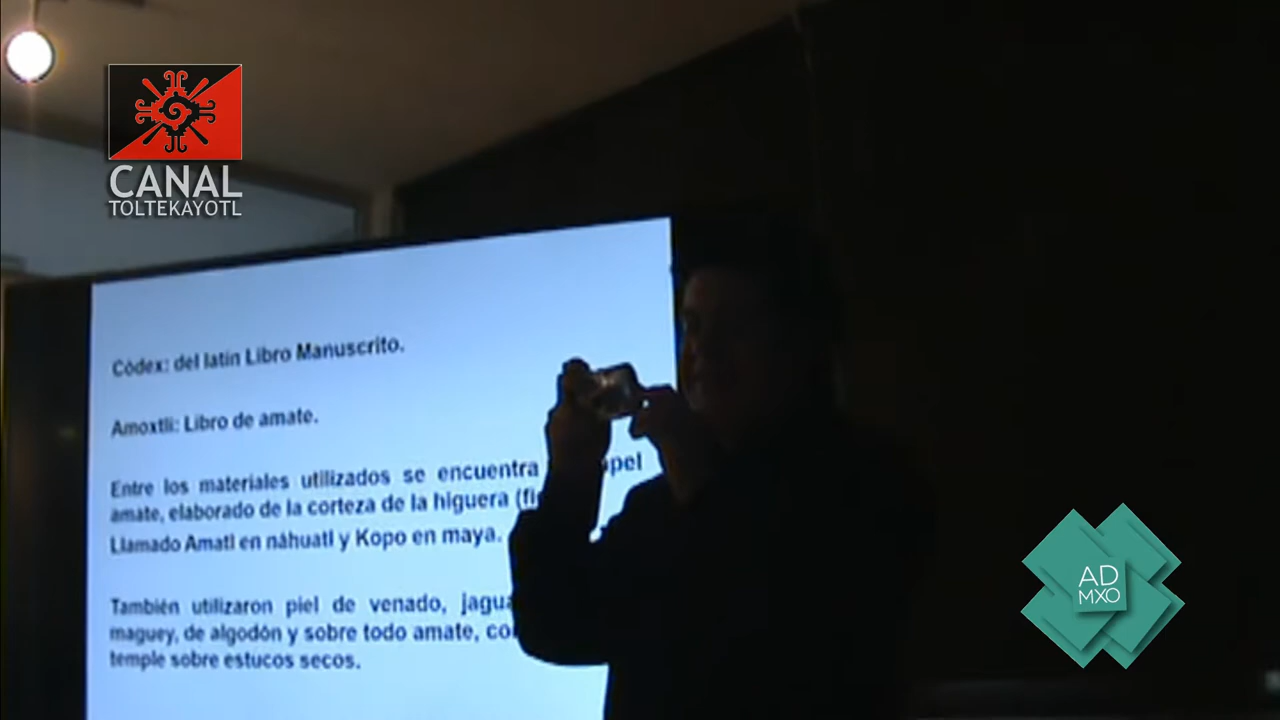 CANAL
TOLTEKAYOTL
Códex: del latín Libro Manuscrito.
Amoxtli: Libro de amate.
Entre los materiales utilizados se encuentra
amate, elaborado de la corteza de la higuera
Llamado Amatl en náhuatl y Kopo en maya.
También utilizaron piel de venado,
maguey, de algodón y sobre todo amate,
temple sobre estucos secos.
AD
MXO